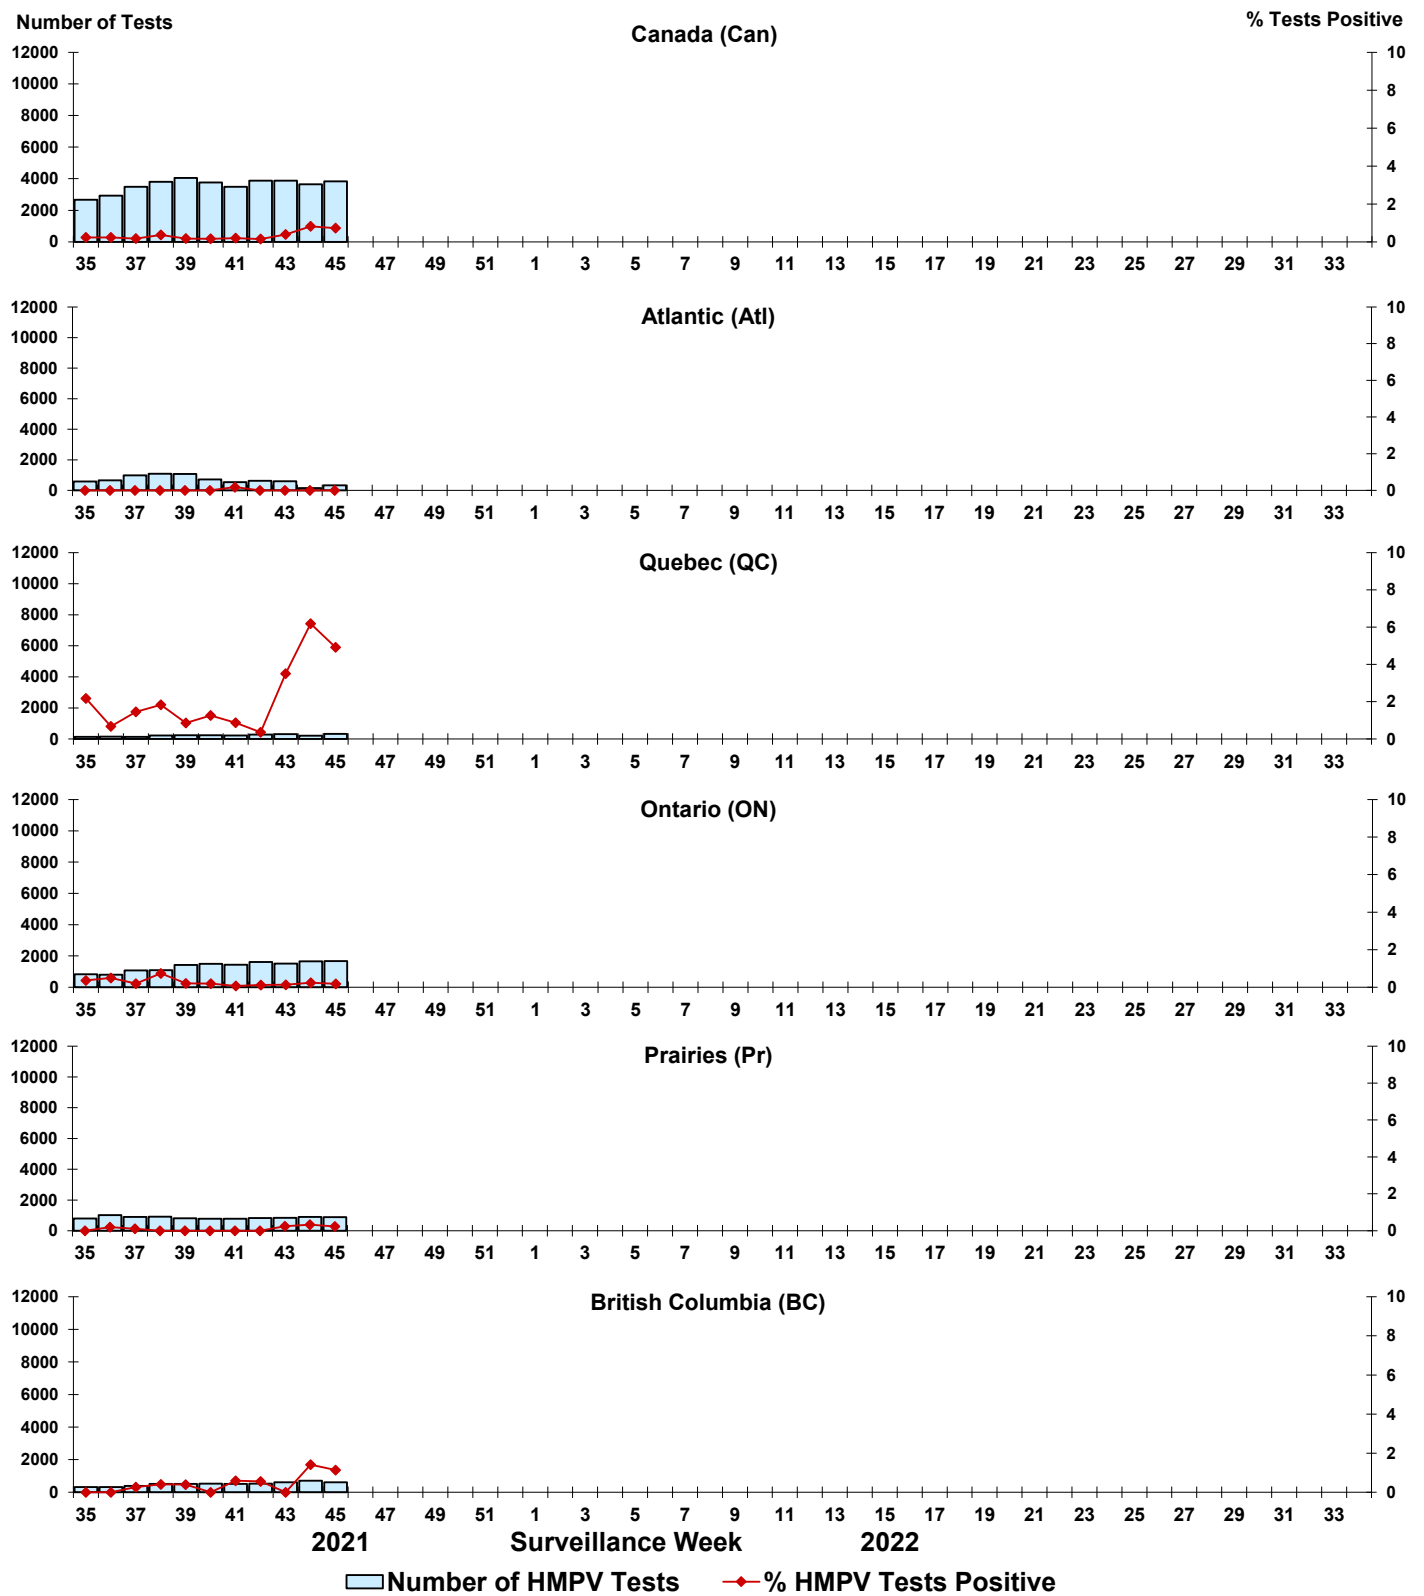 Number of Tests % Tests Positive
Canada (Can)
12000 10
10000 8
8000 6
6000 4
4000 2
2000 0
0
35 37 39 41 43 45 47 49 51 1 3 5 7 9 11 13 15 17 19 21 23 25 27 29 31 33
Atlantic (Atl)
12000 10
10000 8
8000 6
6000 4
4000 2
2000 0
0
35 37 39 41 43 45 47 49 51 1 3 5 7 9 11 13 15 17 19 21 23 25 27 29 31 33
Quebec (QC)
12000 10
10000 8
8000 6
6000 4
4000 2
2000 0
0
35 37 39 41 43 45 47 49 51 1 3 5 7 9 11 13 15 17 19 21 23 25 27 29 31 33
Ontario (ON)
12000 10
10000 8
8000 6
6000 4
4000 2
2000 0
0
35 37 39 41 43 45 47 49 51 1 3 5 7 9 11 13 15 17 19 21 23 25 27 29 31 33
Prairies (Pr)
12000 10
10000 8
8000 6
6000 4
4000 2
2000 0
0
35 37 39 41 43 45 47 49 51 1 3 5 7 9 11 13 15 17 19 21 23 25 27 29 31 33
British Columbia (BC)
12000 10
10000 8
8000 6
6000 4
4000 2
2000 0
0
35 37 39 41 43 45 47 49 51 1 3 5 7 9 11 13 15 17 19 21 23 25 27 29 31 33
2021 Surveillance Week 2022
Number of HMPV Tests % HMPV Tests Positive